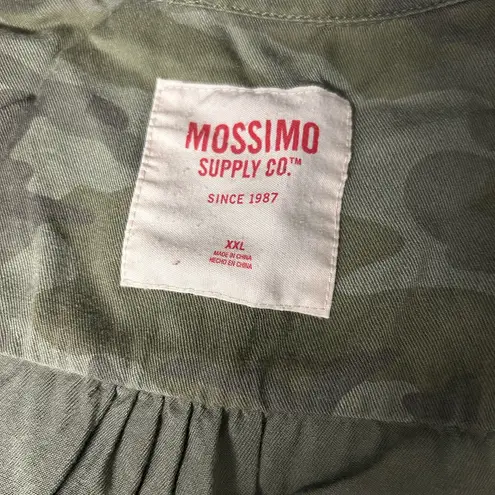 MOSSIMO
SUPPLY CO.™
SINCE 1987
XXL
MADE IN CHINA
HECHO EN CHINA